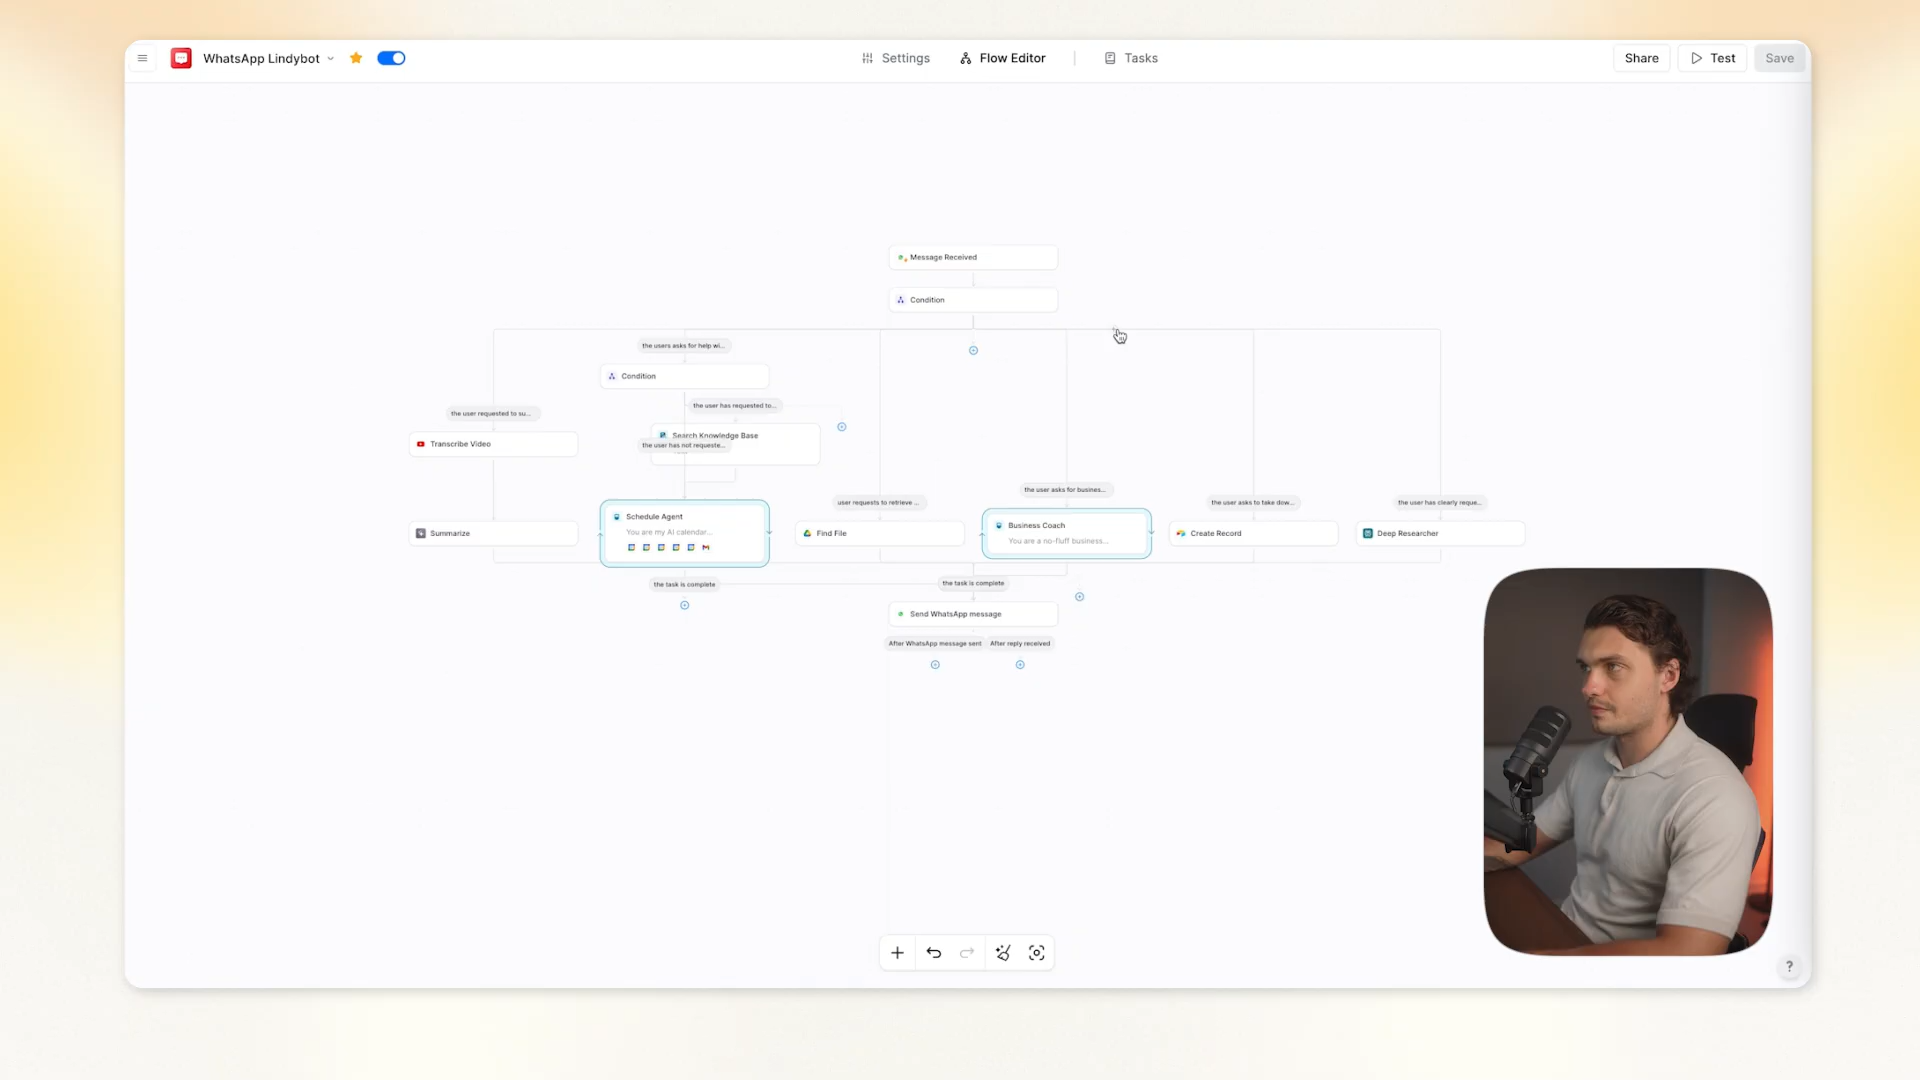 WhatsApp Lindybot
Settings
Flow Editor
Tasks
Share
Test
Save
Message Received
Condition
the users asks for help wi...
Condition
the user has requested to...
the user requested to su...
Search Knowledge Base
Transcribe Video
the user has not requeste...
the user asks for busines...
user requests to retrieve ...
the user asks to take dow...
the user has clearly reque...
Schedule Agent
You are my AI calendar...
Business Coach
You are a no-fluff business...
Summarize
Find File
Create Record
Deep Researcher
the task is complete
the task is complete
Send WhatsApp message
After WhatsApp message sent
After reply received
?